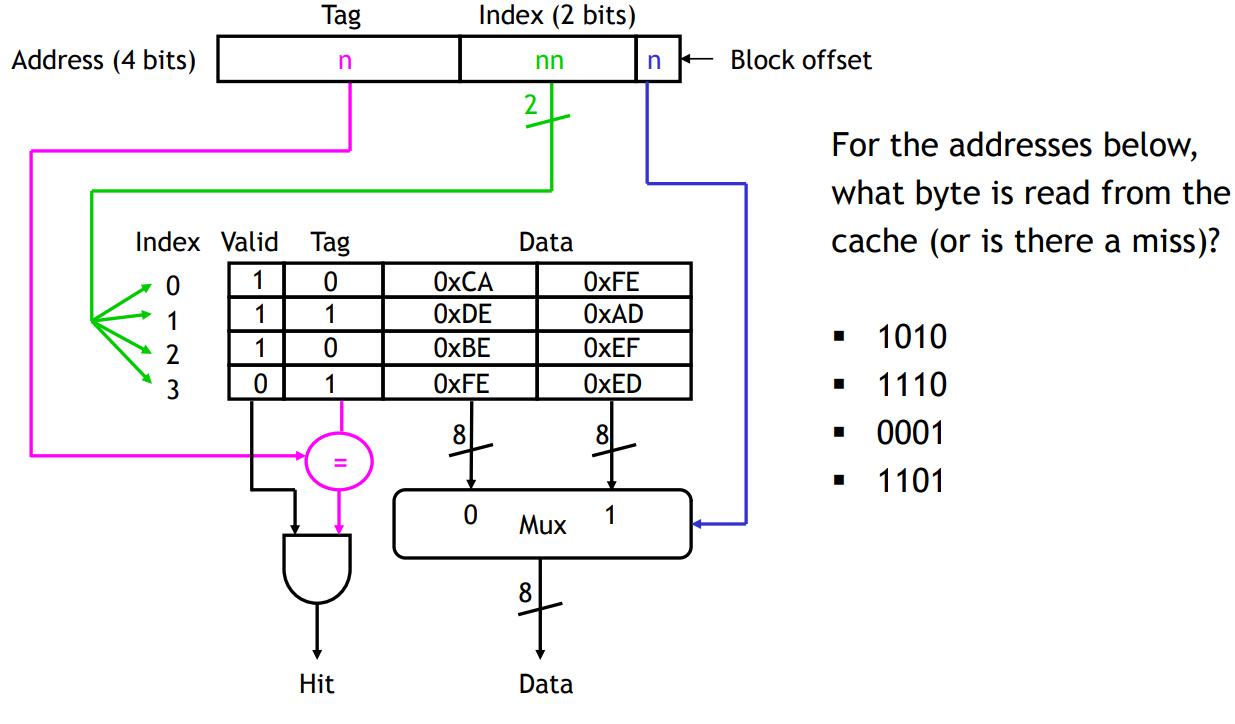 Tag Index (2 bits)
Address (4 bits) n nn n Block offset
2
For the addresses below,
what byte is read from the
cache (or is there a miss)?
Index Valid Tag Data
0 1 0 0xCA 0xFE
1 1 1 0xDE 0xAD
2 1 0 0xBE 0xEF
3 0 1 0xFE 0xED
▪ 1010
▪ 1110
▪ 0001
▪ 1101
8 8
=
0 Mux 1
8
Hit Data